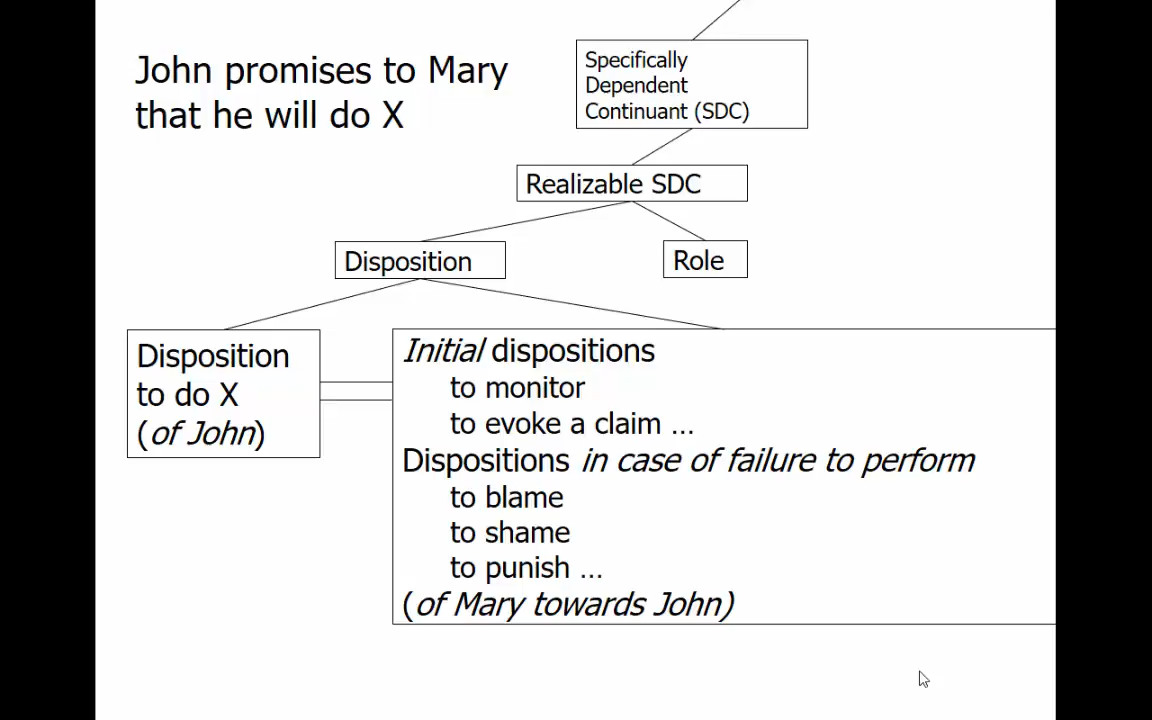 John promises to Mary
that he will do X
Specifically
Dependent
Continuant (SDC)
Realizable SDC
Disposition
Role
Disposition
to do X
(of John)
Initial dispositions
to monitor
to evoke a claim ...
Dispositions in case of failure to perform
to blame
to shame
to punish ...
(of Mary towards John)